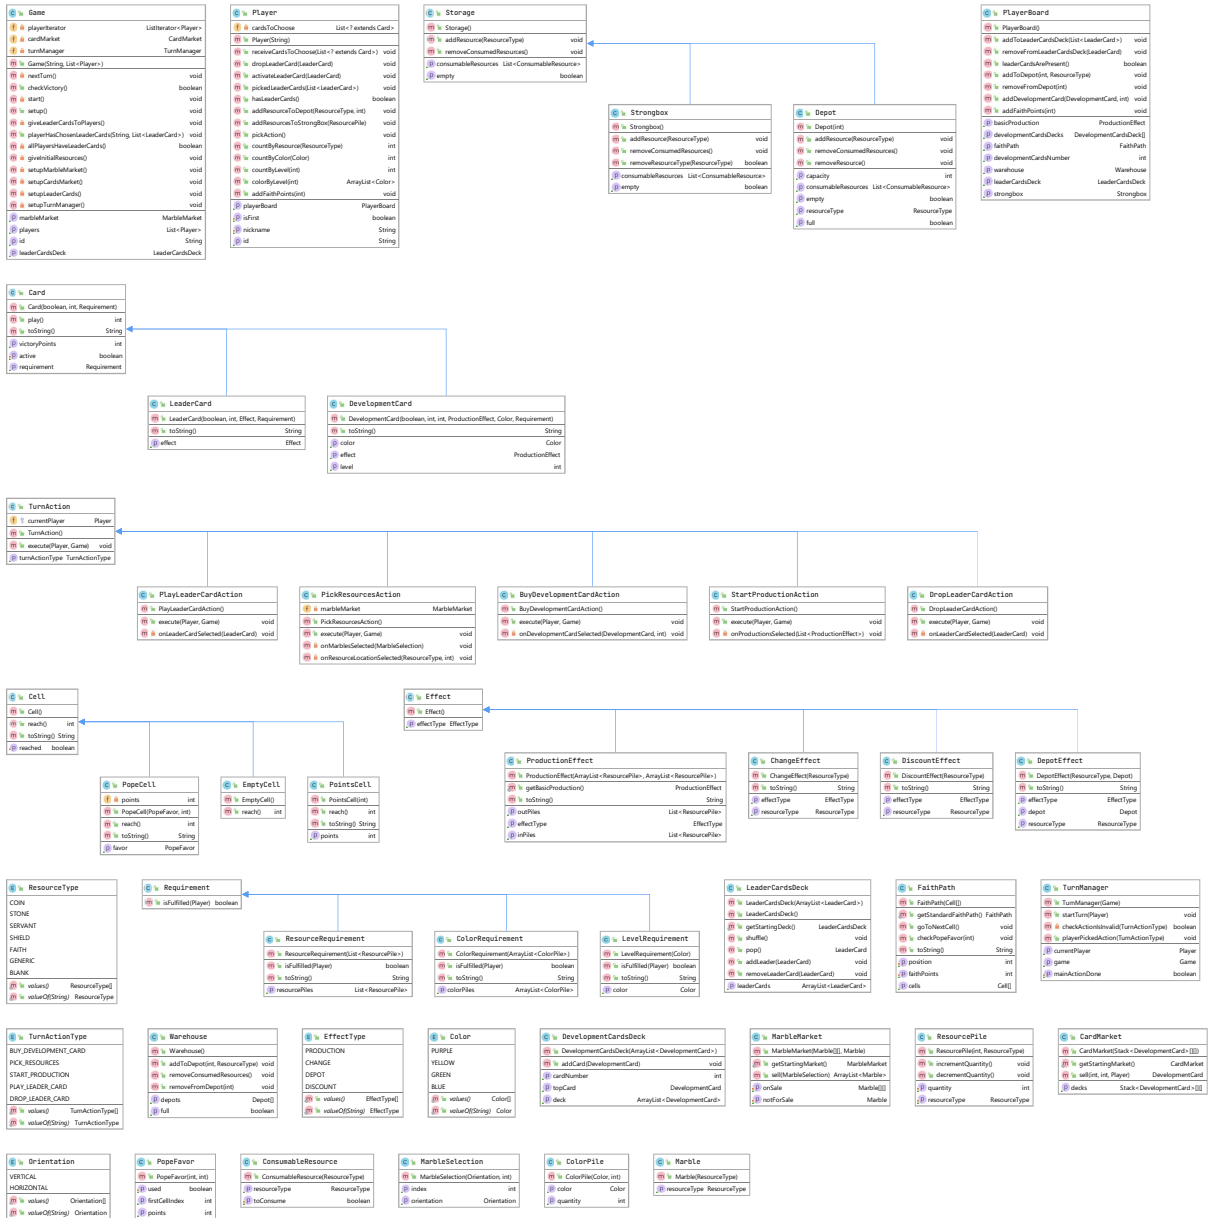 Game
playerIterator ListIterator<Player>
cardMarket CardMarket
turnManager TurnManager
Game(String, List<Player>)
nextTurn() void
checkVictory() boolean
start() void
setup() void
giveLeaderCardsToPlayers() void
playerHasChosenLeaderCards(String, List<LeaderCard>) void
allPlayersHaveLeaderCards() boolean
giveInitialResources() void
setupMarbleMarket() void
setupCardsMarket() void
setupLeaderCards() void
setupTurnManager() void
marbleMarket MarbleMarket
players List<Player>
id String
leaderCardsDeck LeaderCardsDeck
Player
cardsToChoose List<? extends Card>
Player(String)
receiveCardsToChoose(List<? extends Card>) void
dropLeaderCard(LeaderCard) void
activateLeaderCard(LeaderCard) void
pickedLeaderCards(List<LeaderCard>) void
hasLeaderCards() boolean
addResourceToDepot(ResourceType, int) void
addResourcesToStrongBox(ResourcePile) void
pickAction() void
countByResource(ResourceType) int
countByColor(Color) int
countByLevel(int) int
colorByLevel(int) ArrayList<Color>
addFaithPoints(int) void
playerBoard PlayerBoard
isFirst boolean
nickname String
id String
Storage
Storage()
addResource(ResourceType) void
removeConsumedResources() void
consumableResources List<ConsumableResource>
empty boolean
Strongbox
Strongbox()
addResource(ResourceType) void
removeConsumedResources() void
removeResourceType(ResourceType) boolean
consumableResources List<ConsumableResource>
empty boolean
Depot
Depot(int)
addResource(ResourceType) void
removeConsumedResources() void
removeResource() void
capacity int
consumableResources List<ConsumableResource>
empty boolean
resourceType ResourceType
full boolean
PlayerBoard
PlayerBoard()
addToLeaderCardsDeck(List<LeaderCard>) void
removeFromLeaderCardsDeck(LeaderCard) void
leaderCardsArePresent() boolean
addToDepot(int, ResourceType) void
removeFromDepot(int) void
addDevelopmentCard(DevelopmentCard, int) void
addFaithPoints(int) void
basicProduction ProductionEffect
developmentCardsDecks DevelopmentCardsDeck[]
faithPath FaithPath
developmentCardsNumber int
warehouse Warehouse
leaderCardsDeck LeaderCardsDeck
strongbox Strongbox
Card
Card(boolean, int, Requirement)
play() int
toString() String
victoryPoints int
active boolean
requirement Requirement
LeaderCard
LeaderCard(boolean, int, Effect, Requirement)
toString() String
effect Effect
DevelopmentCard
DevelopmentCard(boolean, int, int, ProductionEffect, Color, Requirement)
toString() String
color Color
effect ProductionEffect
level int
TurnAction
currentPlayer Player
TurnAction()
execute(Player, Game) void
turnActionType TurnActionType
PlayLeaderCardAction
PlayLeaderCardAction()
execute(Player, Game) void
onLeaderCardSelected(LeaderCard) void
PickResourcesAction
marbleMarket MarbleMarket
PickResourcesAction()
execute(Player, Game) void
onMarblesSelected(MarbleSelection) void
onResourceLocationSelected(ResourceType, int) void
BuyDevelopmentCardAction
BuyDevelopmentCardAction()
execute(Player, Game) void
onDevelopmentCardSelected(DevelopmentCard, int) void
StartProductionAction
StartProductionAction()
execute(Player, Game) void
onProductionsSelected(List<ProductionEffect>) void
DropLeaderCardAction
DropLeaderCardAction()
execute(Player, Game) void
onLeaderCardSelected(LeaderCard) void
Cell
Cell()
reach() int
toString() String
reached boolean
PopeCell
points int
PopeCell(PopeFavor, int)
reach() int
toString() String
favor PopeFavor
EmptyCell
EmptyCell()
reach() int
PointsCell
PointsCell(int)
reach() int
toString() String
points int
Effect
Effect()
effectType EffectType
ProductionEffect
ProductionEffect(ArrayList<ResourcePile>, ArrayList<ResourcePile>)
getBasicProduction() ProductionEffect
toString() String
outPiles List<ResourcePile>
effectType EffectType
inPiles List<ResourcePile>
ChangeEffect
ChangeEffect(ResourceType)
toString() String
effectType EffectType
resourceType ResourceType
DiscountEffect
DiscountEffect(ResourceType)
toString() String
effectType EffectType
resourceType ResourceType
DepotEffect
DepotEffect(ResourceType, Depot)
toString() String
effectType EffectType
depot Depot
resourceType ResourceType
ResourceType
COIN
STONE
SERVANT
SHIELD
FAITH
GENERIC
BLANK
values() ResourceType[]
valueOf(String) ResourceType
Requirement
isFulfilled(Player) boolean
ResourceRequirement
ResourceRequirement(List<ResourcePile>)
isFulfilled(Player) boolean
toString() String
resourcePiles List<ResourcePile>
ColorRequirement
ColorRequirement(ArrayList<ColorPile>)
isFulfilled(Player) boolean
toString() String
colorPiles ArrayList<ColorPile>
LevelRequirement
LevelRequirement(Color)
isFulfilled(Player) boolean
toString() String
color Color
LeaderCardsDeck
LeaderCardsDeck(ArrayList<LeaderCard>)
LeaderCardsDeck()
getStartingDeck() LeaderCardsDeck
shuffle() void
pop() LeaderCard
addLeader(LeaderCard) void
removeLeaderCard(LeaderCard) void
leaderCards ArrayList<LeaderCard>
FaithPath
FaithPath(Cell[])
getStandardFaithPath() FaithPath
goToNextCell() void
checkPopeFavor(int) void
toString() String
position int
faithPoints int
cells Cell[]
TurnManager
TurnManager(Game)
startTurn(Player) void
checkActionIsInvalid(TurnActionType) boolean
playerPickedAction(TurnActionType) void
currentPlayer Player
game Game
mainActionDone boolean
TurnActionType
BUY_DEVELOPMENT_CARD
PICK_RESOURCES
START_PRODUCTION
PLAY_LEADER_CARD
DROP_LEADER_CARD
values() TurnActionType[]
valueOf(String) TurnActionType
Warehouse
Warehouse()
addToDepot(int, ResourceType) void
removeConsumedResources() void
removeFromDepot(int) void
depots Depot[]
full boolean
EffectType
PRODUCTION
CHANGE
DEPOT
DISCOUNT
values() EffectType[]
valueOf(String) EffectType
Color
PURPLE
YELLOW
GREEN
BLUE
values() Color[]
valueOf(String) Color
DevelopmentCardsDeck
DevelopmentCardsDeck(ArrayList<DevelopmentCard>)
addCard(DevelopmentCard) void
cardNumber int
topCard DevelopmentCard
deck ArrayList<DevelopmentCard>
MarbleMarket
MarbleMarket(Marble[][], Marble)
getStartingMarket() MarbleMarket
sell(MarbleSelection) ArrayList<Marble>
onSale Marble[][]
notForSale Marble
ResourcePile
ResourcePile(int, ResourceType)
incrementQuantity() void
decrementQuantity() void
quantity int
resourceType ResourceType
CardMarket
CardMarket(Stack<DevelopmentCard>[][])
getStartingMarket() CardMarket
sell(int, int, Player) DevelopmentCard
decks Stack<DevelopmentCard>[][]
Orientation
VERTICAL
HORIZONTAL
values() Orientation[]
valueOf(String) Orientation
PopeFavor
PopeFavor(int, int)
used boolean
firstCellIndex int
points int
ConsumableResource
ConsumableResource(ResourceType)
resourceType ResourceType
toConsume boolean
MarbleSelection
MarbleSelection(Orientation, int)
index int
orientation Orientation
ColorPile
ColorPile(Color, int)
color Color
quantity int
Marble
Marble(ResourceType)
resourceType ResourceType